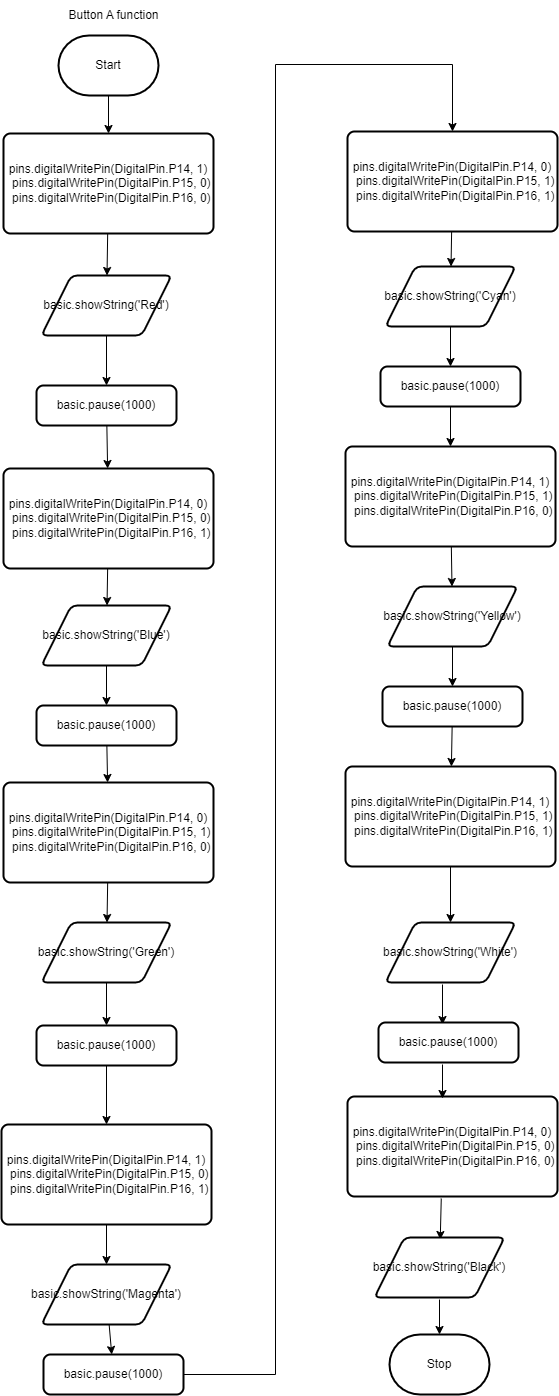 Button A function
Start
pins.digitalWritePin(DigitalPin.P14, 1)
pins.digitalWritePin(DigitalPin.P15, 0)
pins.digitalWritePin(DigitalPin.P16, 0)
basic.showString('Red')
basic.pause(1000)
pins.digitalWritePin(DigitalPin.P14, 0)
pins.digitalWritePin(DigitalPin.P15, 0)
pins.digitalWritePin(DigitalPin.P16, 1)
basic.showString('Blue')
basic.pause(1000)
pins.digitalWritePin(DigitalPin.P14, 0)
pins.digitalWritePin(DigitalPin.P15, 1)
pins.digitalWritePin(DigitalPin.P16, 0)
basic.showString('Green')
basic.pause(1000)
pins.digitalWritePin(DigitalPin.P14, 1)
pins.digitalWritePin(DigitalPin.P15, 0)
pins.digitalWritePin(DigitalPin.P16, 1)
basic.showString('Magenta')
basic.pause(1000)
pins.digitalWritePin(DigitalPin.P14, 0)
pins.digitalWritePin(DigitalPin.P15, 1)
pins.digitalWritePin(DigitalPin.P16, 1)
basic.showString('Cyan')
basic.pause(1000)
pins.digitalWritePin(DigitalPin.P14, 1)
pins.digitalWritePin(DigitalPin.P15, 1)
pins.digitalWritePin(DigitalPin.P16, 0)
basic.showString('Yellow')
basic.pause(1000)
pins.digitalWritePin(DigitalPin.P14, 1)
pins.digitalWritePin(DigitalPin.P15, 1)
pins.digitalWritePin(DigitalPin.P16, 1)
basic.showString('White')
basic.pause(1000)
pins.digitalWritePin(DigitalPin.P14, 0)
pins.digitalWritePin(DigitalPin.P15, 0)
pins.digitalWritePin(DigitalPin.P16, 0)
basic.showString('Black')
Stop